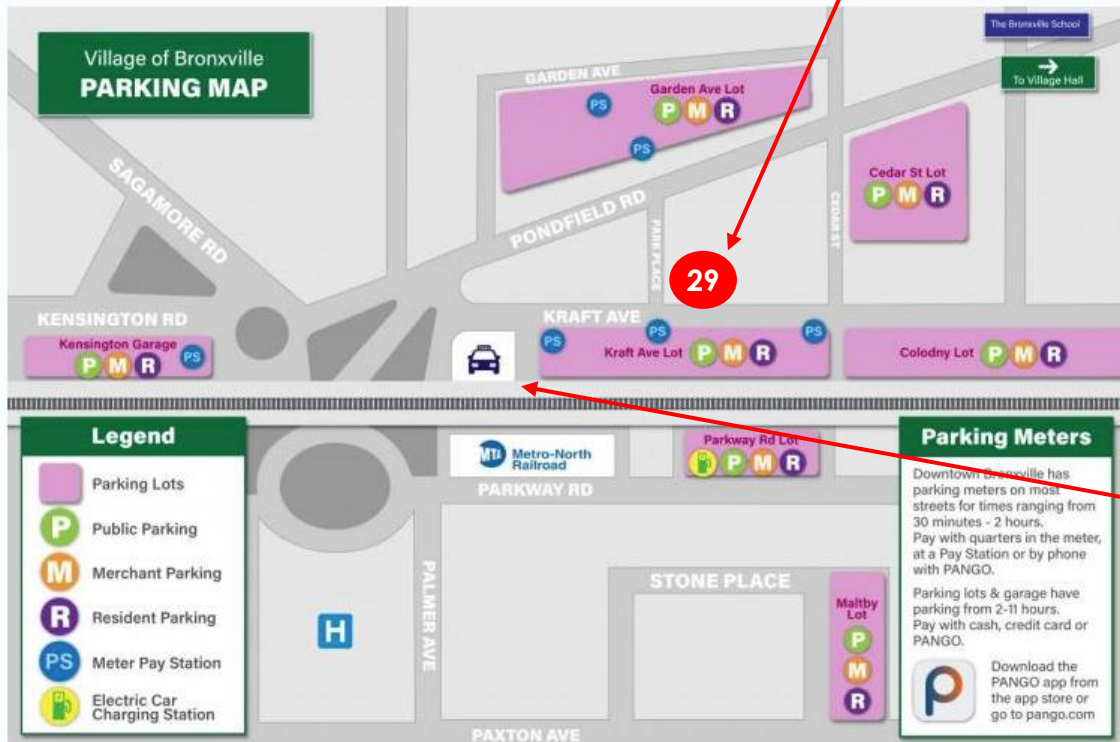 Village of Bronxville
PARKING MAP
The Bronxville School
→
To Village Hall
GARDEN AVE
Garden Ave Lot
P M R
PS
PS
SAGAMORE RD
PONDFIELD RD
PARK PLACE
CEDAR ST
Cedar St Lot
P M R
29
KENSINGTON RD
KRAFT AVE
Kensington Garage
P M R PS
PS
PS
PS
Kraft Ave Lot P M R
Colodny Lot P M R
Legend
Parking Lots
P Public Parking
M Merchant Parking
R Resident Parking
PS Meter Pay Station
Electric Car
Charging Station
MTA Metro-North
Railroad
Parkway Rd Lot
P M R
PARKWAY RD
PALMER AVE
H
STONE PLACE
Maltby
Lot
P
M
R
PAXTON AVE
Parking Meters
Downtown Bronxville has
parking meters on most
streets for times ranging from
30 minutes - 2 hours.
Pay with quarters in the meter,
at a Pay Station or by phone
with PANGO.
Parking lots & garage have
parking from 2-11 hours.
Pay with cash, credit card or
PANGO.
Download the
PANGO app from
the app store or
go to pango.com